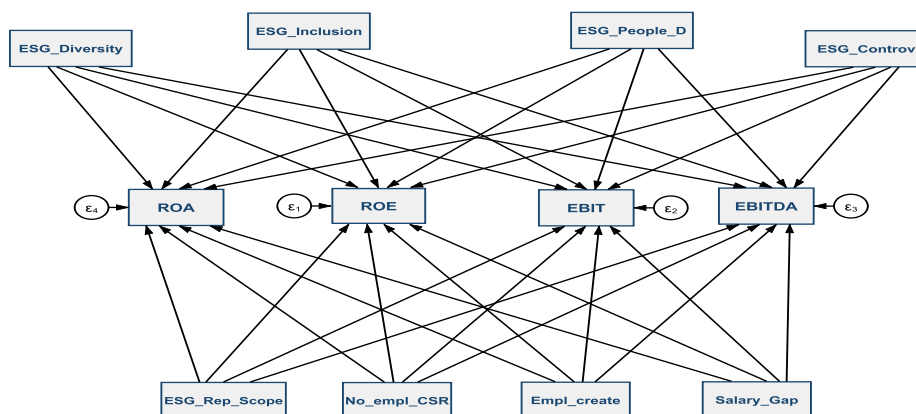 ESG_Diversity
ESG_Inclusion
ESG_People_D
ESG_Controv
ε4
ROA
ε1
ROE
EBIT
ε2
EBITDA
ε3
ESG_Rep_Scope
No_empl_CSR
Empl_create
Salary_Gap